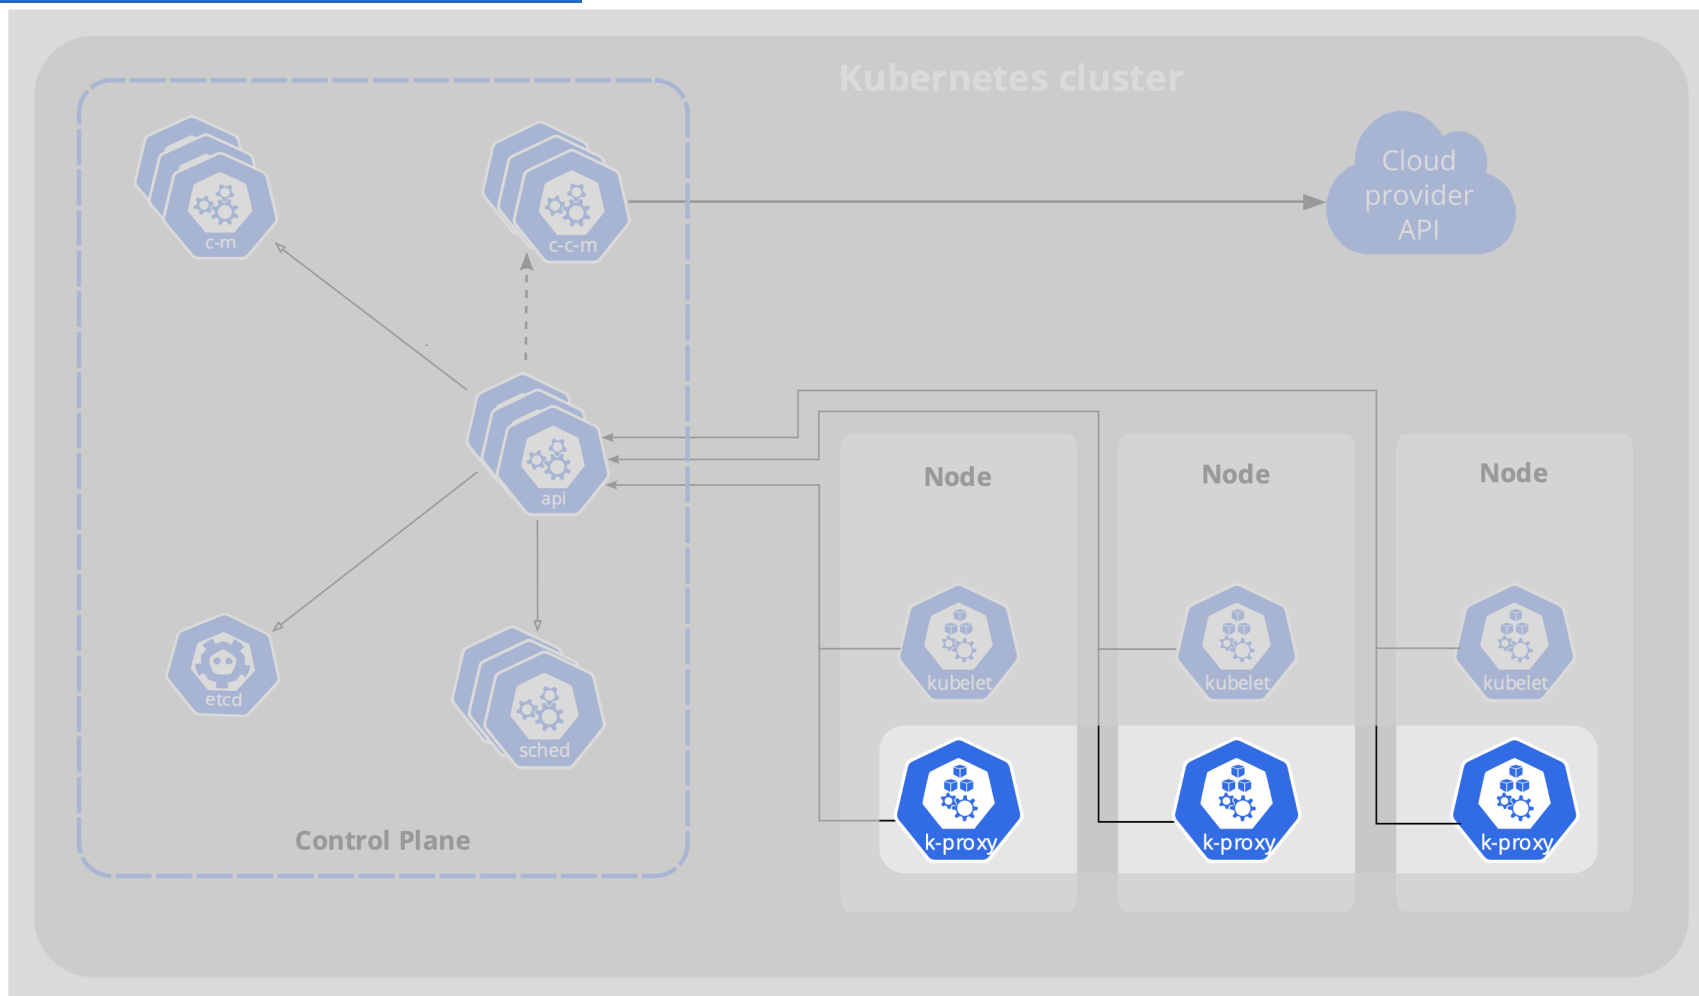 Kubernetes cluster
c-m
c-c-m
Cloud
provider
API
api
etcd
sched
Control Plane
Node
Node
Node
kubelet
kubelet
kubelet
k-proxy
k-proxy
k-proxy